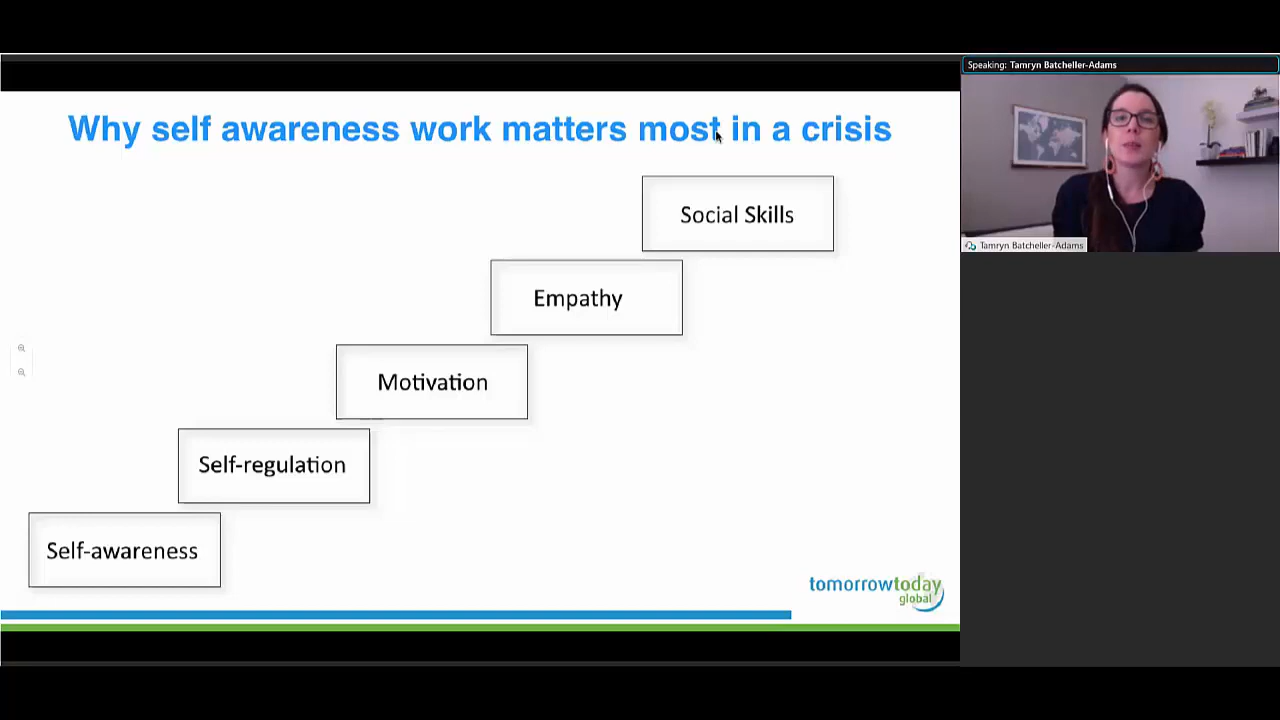 Why self awareness work matters most in a crisis
Social Skills
Empathy
Motivation
Self-regulation
Self-awareness
tomorrowtoday
global
Speaking: Tamryn Batcheller-Adams
Tamryn Batcheller-Adams